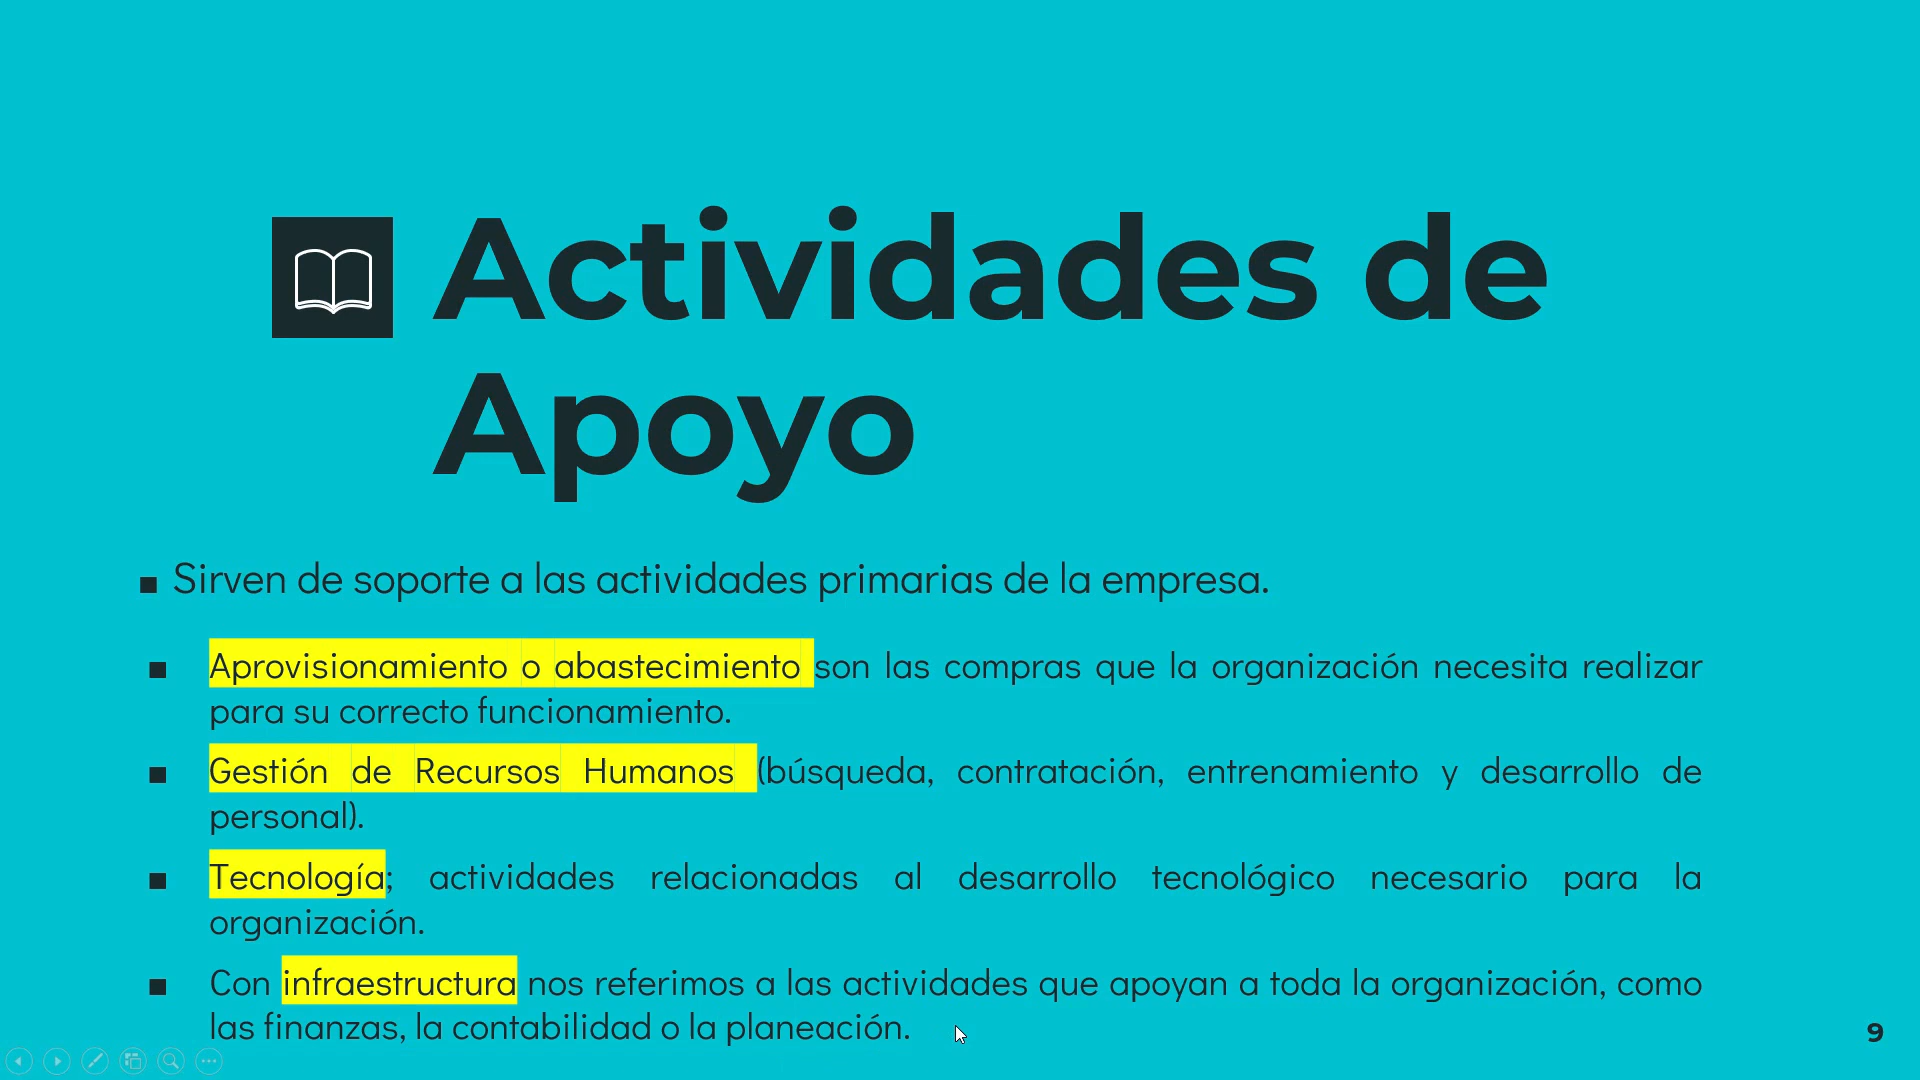 Actividades de
Apoyo
▪ Sirven de soporte a las actividades primarias de la empresa.
▪ Aprovisionamiento o abastecimiento son las compras que la organización necesita realizar
para su correcto funcionamiento.
▪ Gestión de Recursos Humanos (búsqueda, contratación, entrenamiento y desarrollo de
personal).
▪ Tecnología; actividades relacionadas al desarrollo tecnológico necesario para la
organización.
▪ Con infraestructura nos referimos a las actividades que apoyan a toda la organización, como
las finanzas, la contabilidad o la planeación.
9